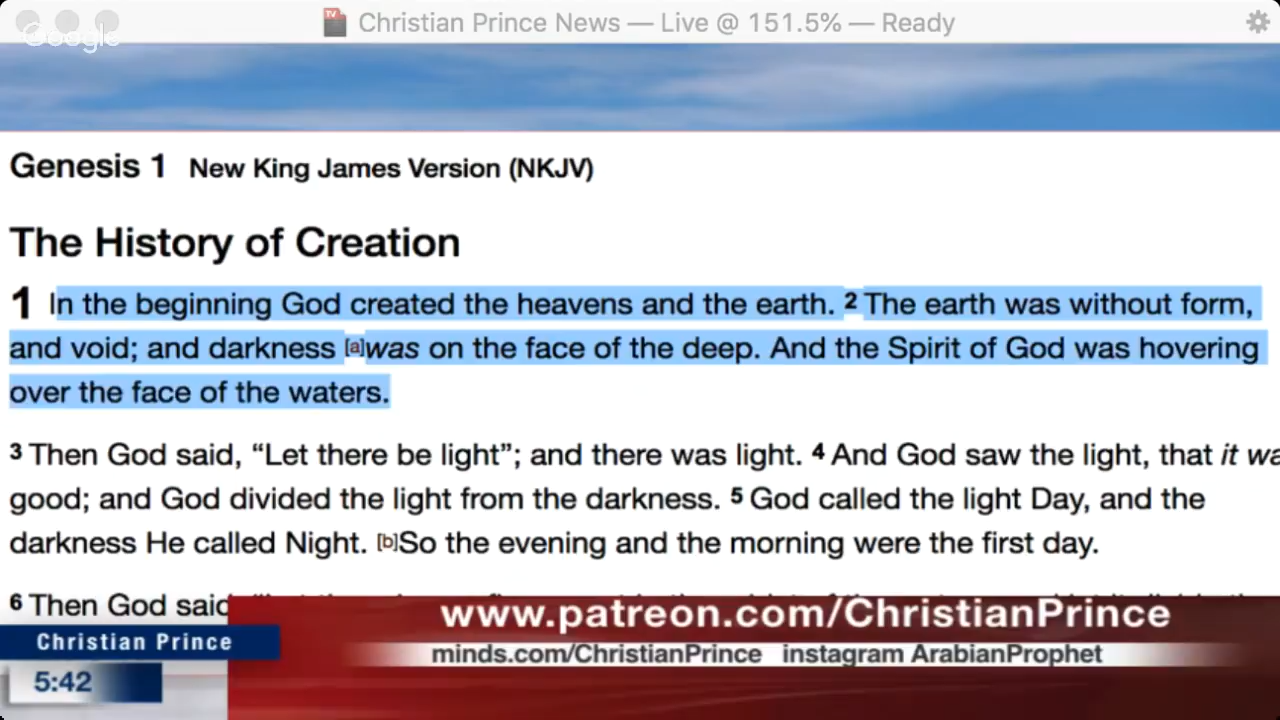 Christian Prince News — Live @ 151.5% — Ready
Google
Genesis 1 New King James Version (NKJV)
The History of Creation
1 In the beginning God created the heavens and the earth. 2 The earth was without form,
and void; and darkness [a]was on the face of the deep. And the Spirit of God was hovering
over the face of the waters.
3 Then God said, “Let there be light”; and there was light. 4 And God saw the light, that it wa
good; and God divided the light from the darkness. 5 God called the light Day, and the
darkness He called Night. [b]So the evening and the morning were the first day.
6 Then God said
www.patreon.com/ChristianPrince
Christian Prince
minds.com/ChristianPrince instagram ArabianProphet
5:42